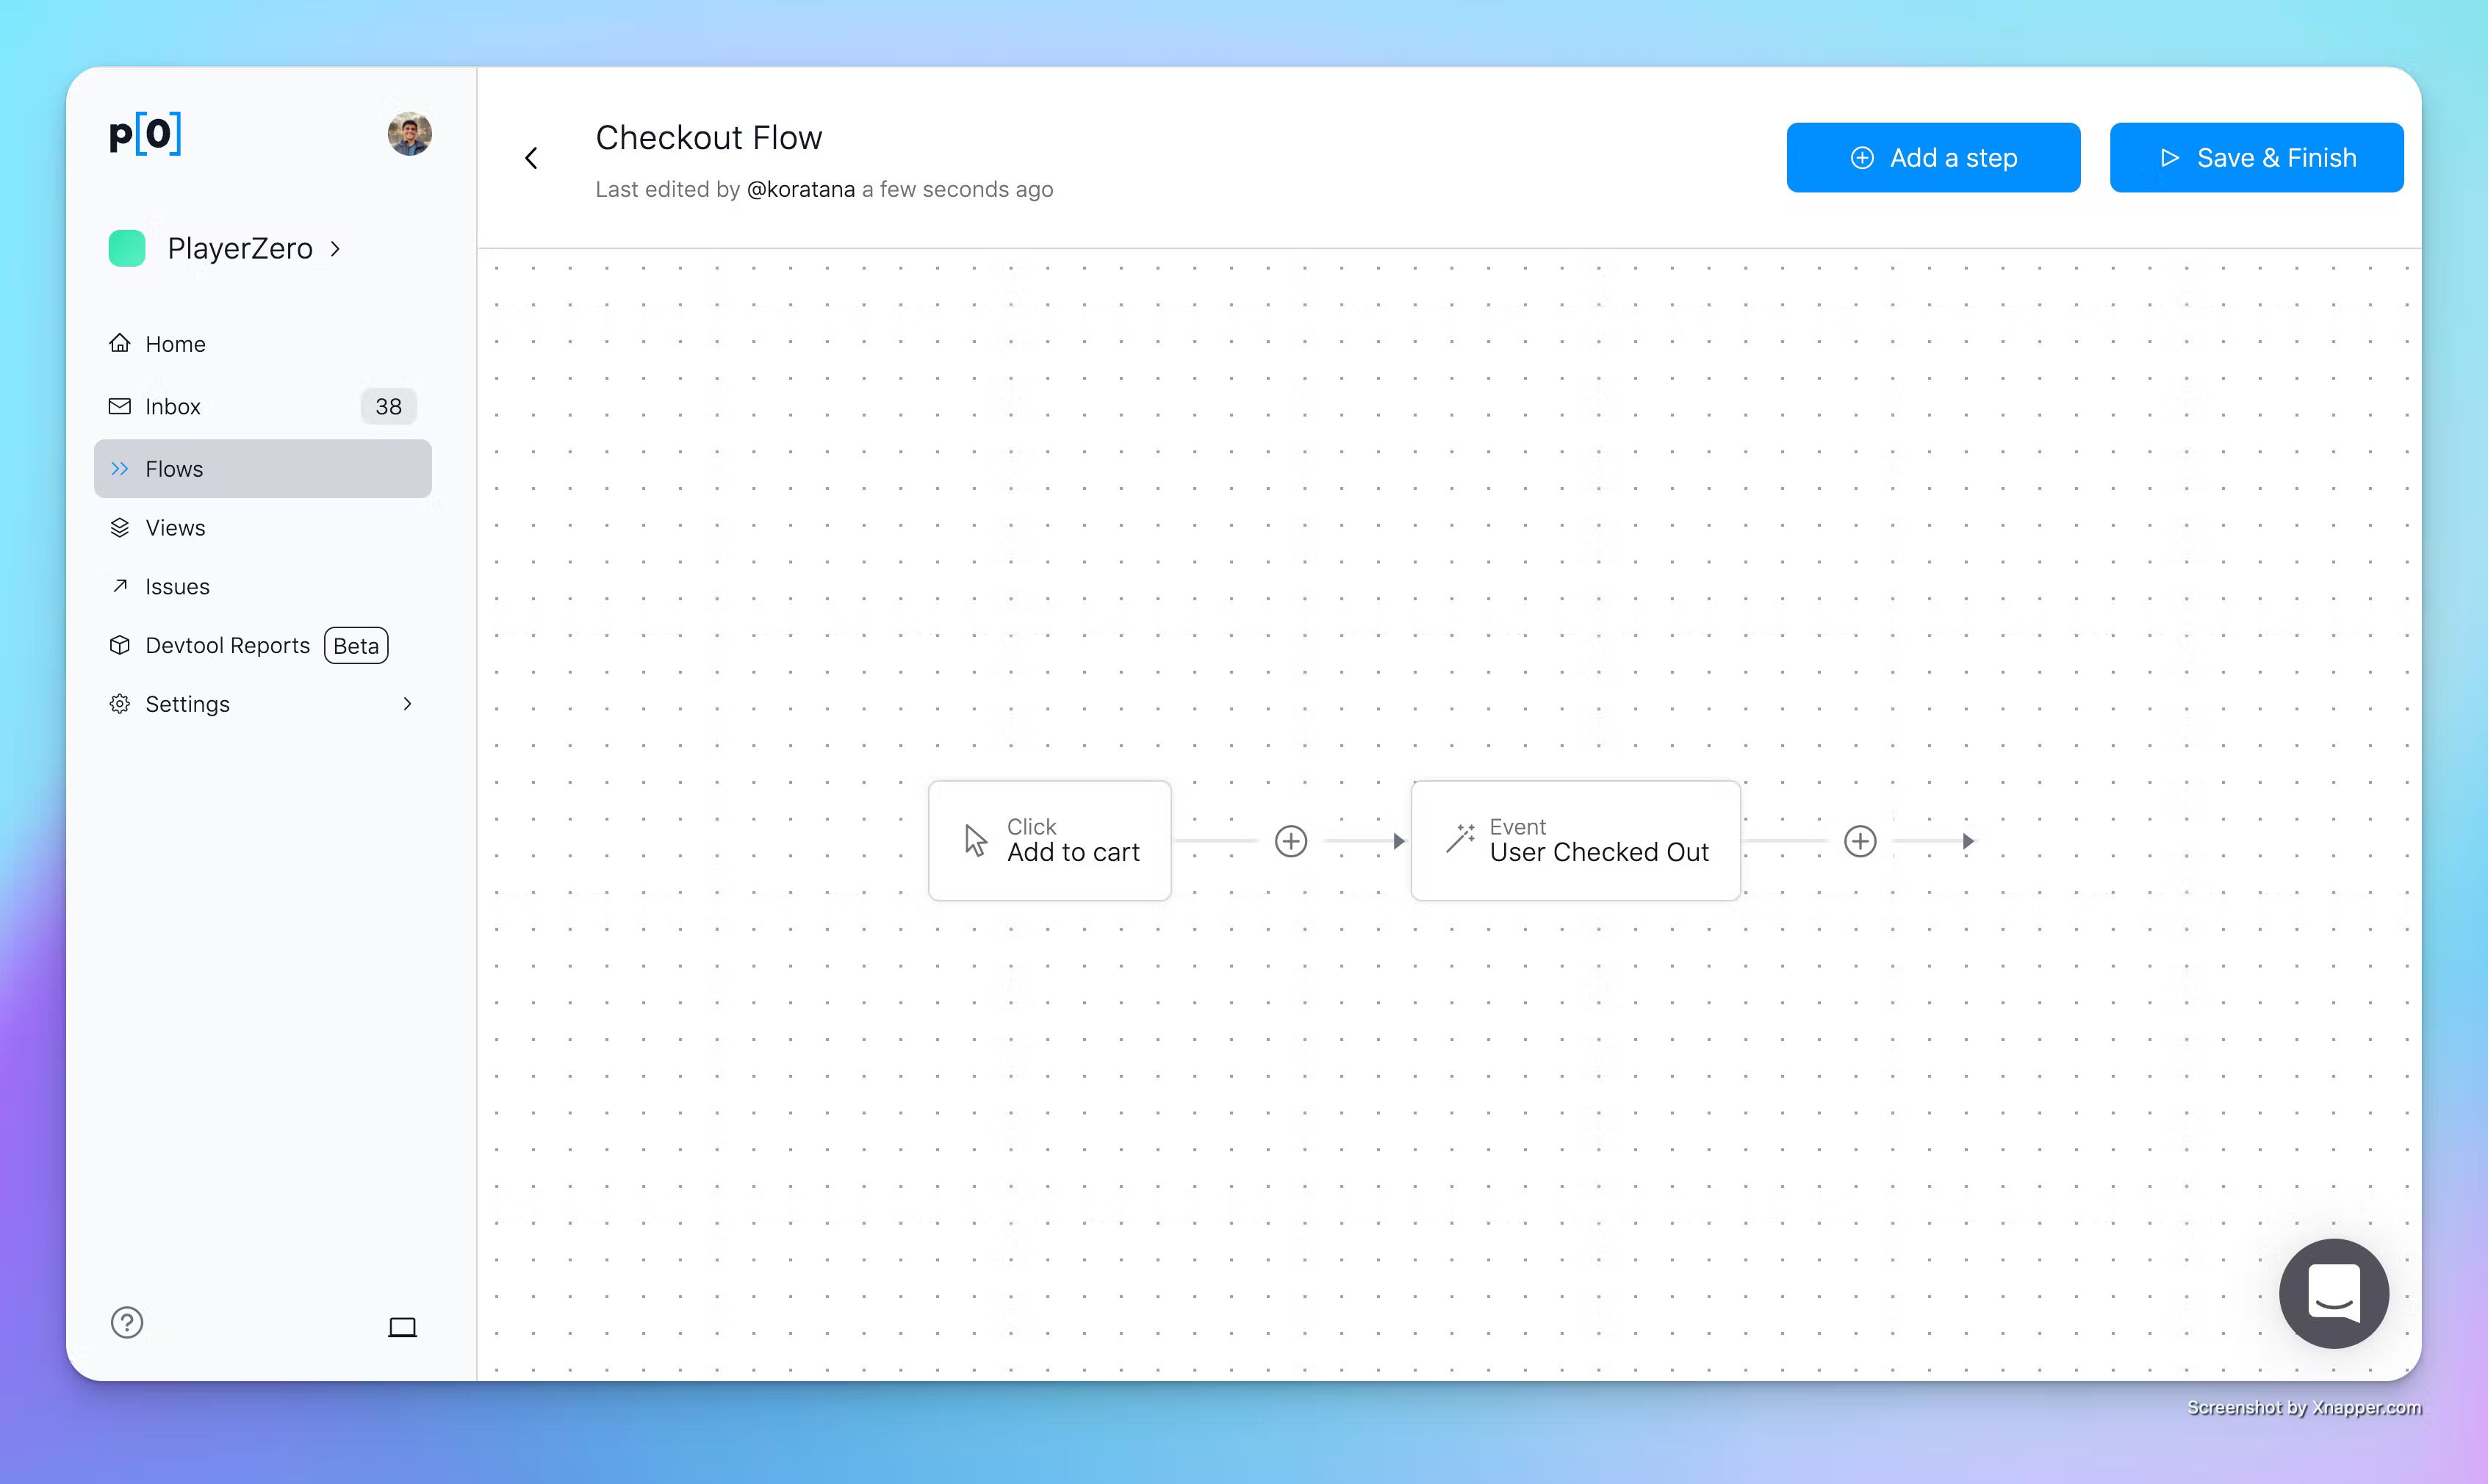 p[0]
PlayerZero
Home
Inbox 38
Flows
Views
Issues
Devtool Reports Beta
Settings
?
Checkout Flow
Last edited by @koratana a few seconds ago
Add a step
Save & Finish
Click
Add to cart
Event
User Checked Out
Screenshot by Xnapper.com